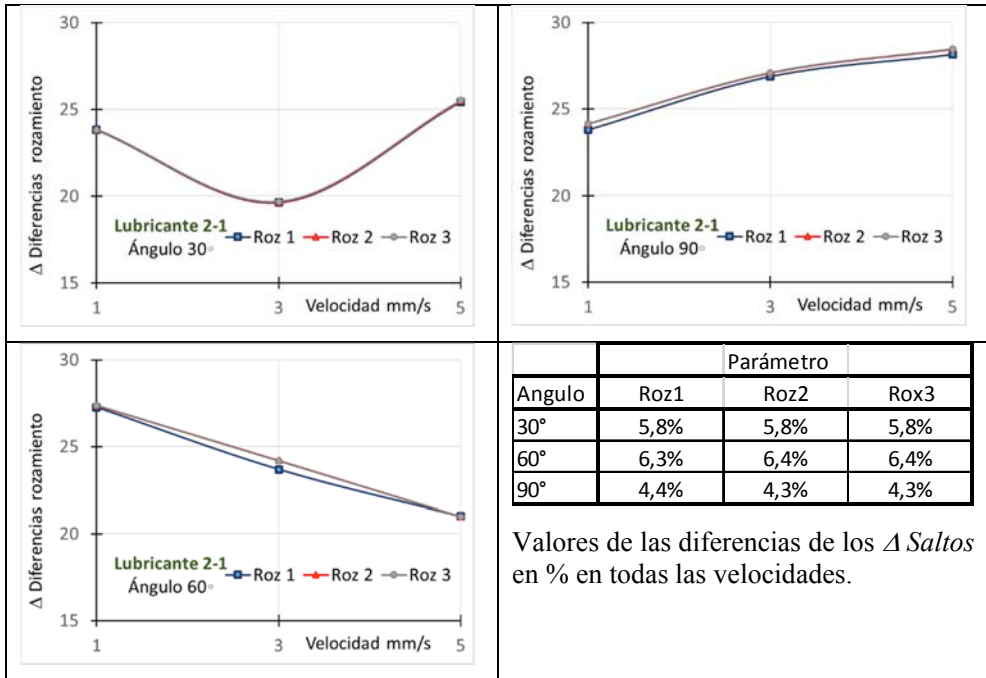 30
25
20
15
Δ Diferencias rozamiento
Lubricante 2-1
Ángulo 30°
Roz 1 Roz 2 Roz 3
Velocidad mm/s
1 3 5
30
25
20
15
Δ Diferencias rozamiento
Lubricante 2-1
Ángulo 90°
Roz 1 Roz 2 Roz 3
Velocidad mm/s
1 3 5
30
25
20
15
Δ Diferencias rozamiento
Lubricante 2-1
Ángulo 60°
Roz 1 Roz 2 Roz 3
Velocidad mm/s
1 3 5
Parámetro
Angulo Roz1 Roz2 Rox3
30° 5,8% 5,8% 5,8%
60° 6,3% 6,4% 6,4%
90° 4,4% 4,3% 4,3%
Valores de las diferencias de los Δ Saltos
en % en todas las velocidades.